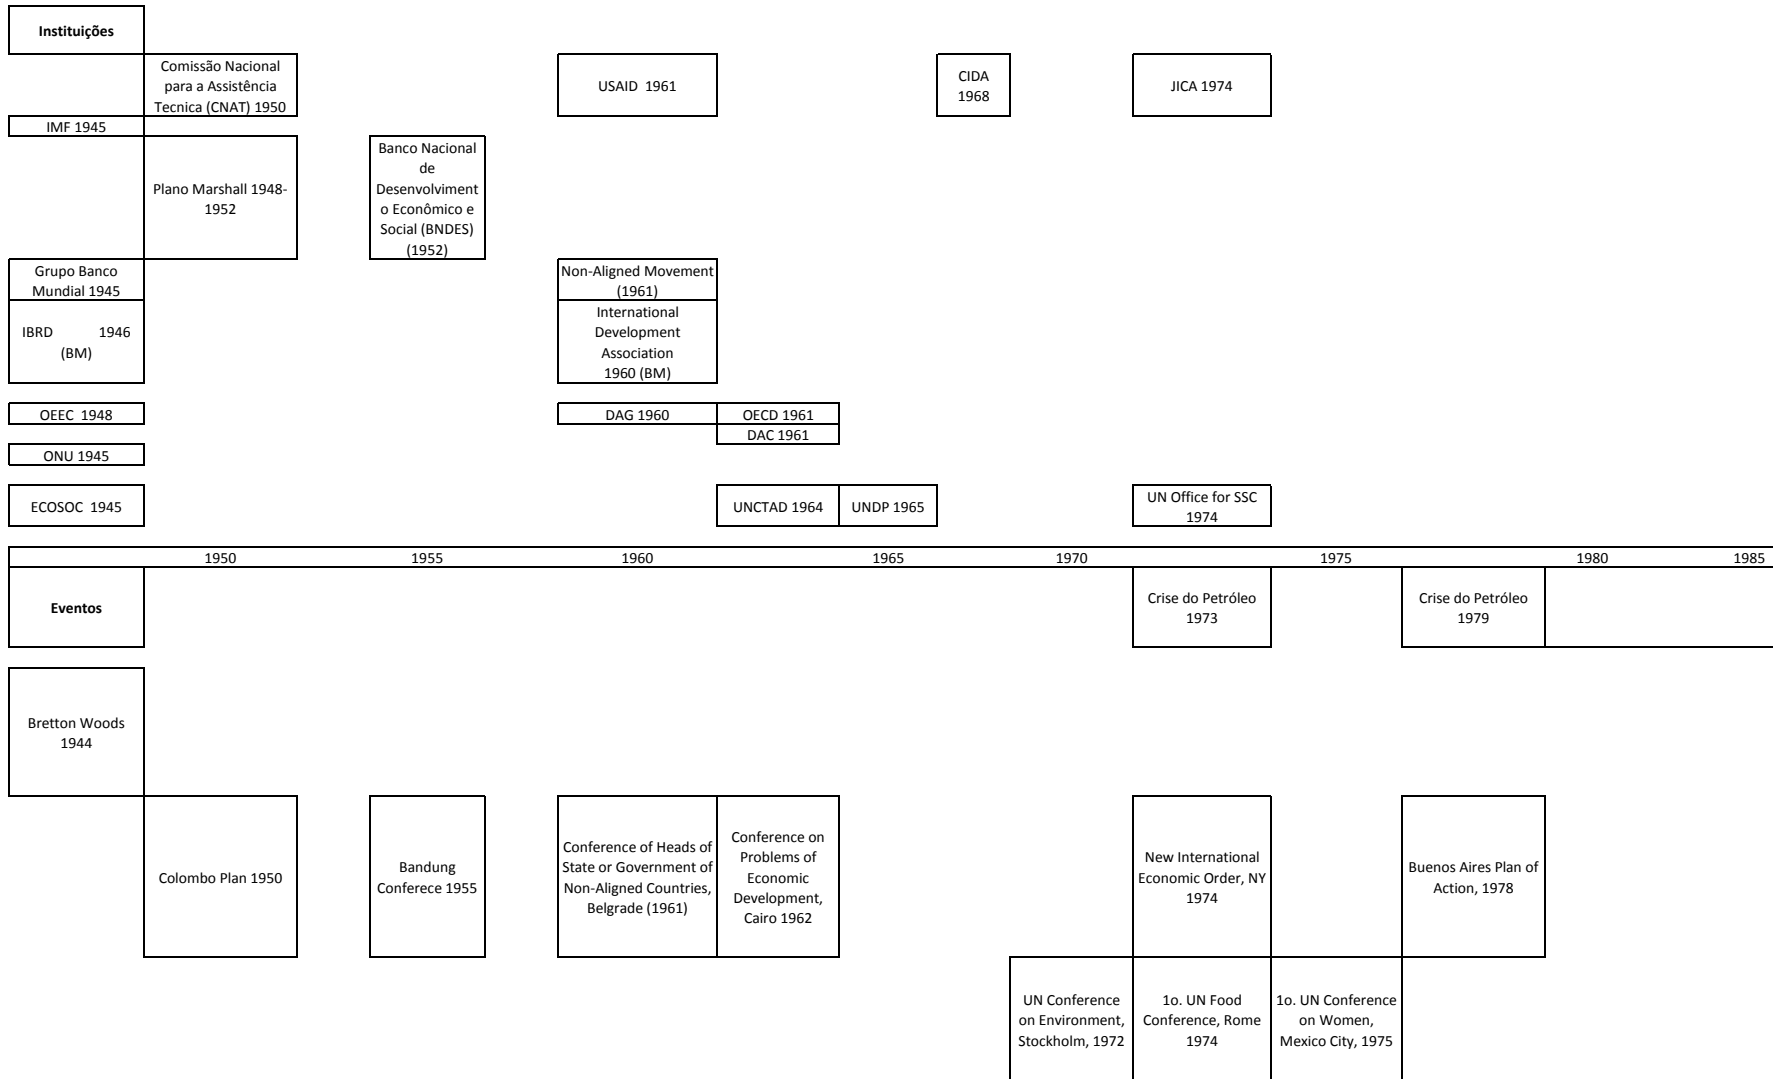 Instituições
Comissão Nacional
para a Assistência
Tecnica (CNAT) 1950
USAID 1961
CIDA
1968
JICA 1974
IMF 1945
Plano Marshall 1948-
1952
Banco Nacional
de
Desenvolviment
o Econômico e
Social (BNDES)
(1952)
Grupo Banco
Mundial 1945
Non-Aligned Movement
(1961)
IBRD 1946
(BM)
International
Development
Association
1960 (BM)
OEEC 1948
DAG 1960
OECD 1961
DAC 1961
ONU 1945
ECOSOC 1945
UNCTAD 1964
UNDP 1965
UN Office for SSC
1974
1950 1955 1960 1965 1970 1975 1980 1985
Eventos
Crise do Petróleo
1973
Crise do Petróleo
1979
Bretton Woods
1944
Colombo Plan 1950
Bandung
Conferece 1955
Conference of Heads of
State or Government of
Non-Aligned Countries,
Belgrade (1961)
Conference on
Problems of
Economic
Development,
Cairo 1962
New International
Economic Order, NY
1974
Buenos Aires Plan of
Action, 1978
UN Conference
on Environment,
Stockholm, 1972
1o. UN Food
Conference, Rome
1974
1o. UN Conference
on Women,
Mexico City, 1975